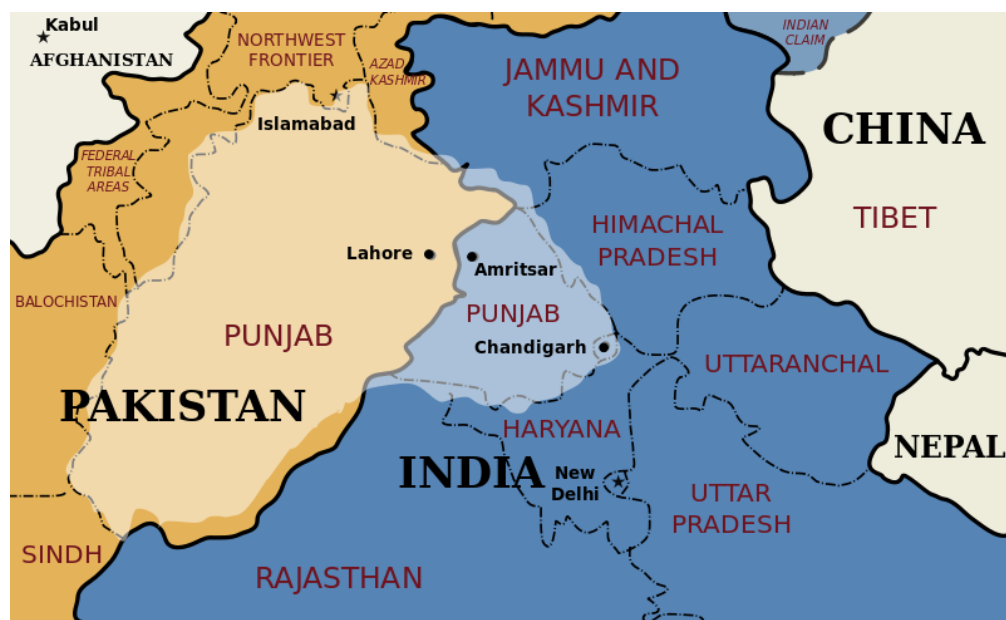 Kabul
AFGHANISTAN
NORTHWEST
FRONTIER
AZAD
KASHMIR
INDIAN
CLAIM
JAMMU AND
KASHMIR
CHINA
Islamabad
FEDERAL
TRIBAL
AREAS
TIBET
HIMACHAL
PRADESH
Lahore
Amritsar
BALOCHISTAN
PUNJAB
PUNJAB
Chandigarh
UTTARANCHAL
PAKISTAN
HARYANA
NEPAL
INDIA
New
Delhi
UTTAR
PRADESH
SINDH
RAJASTHAN